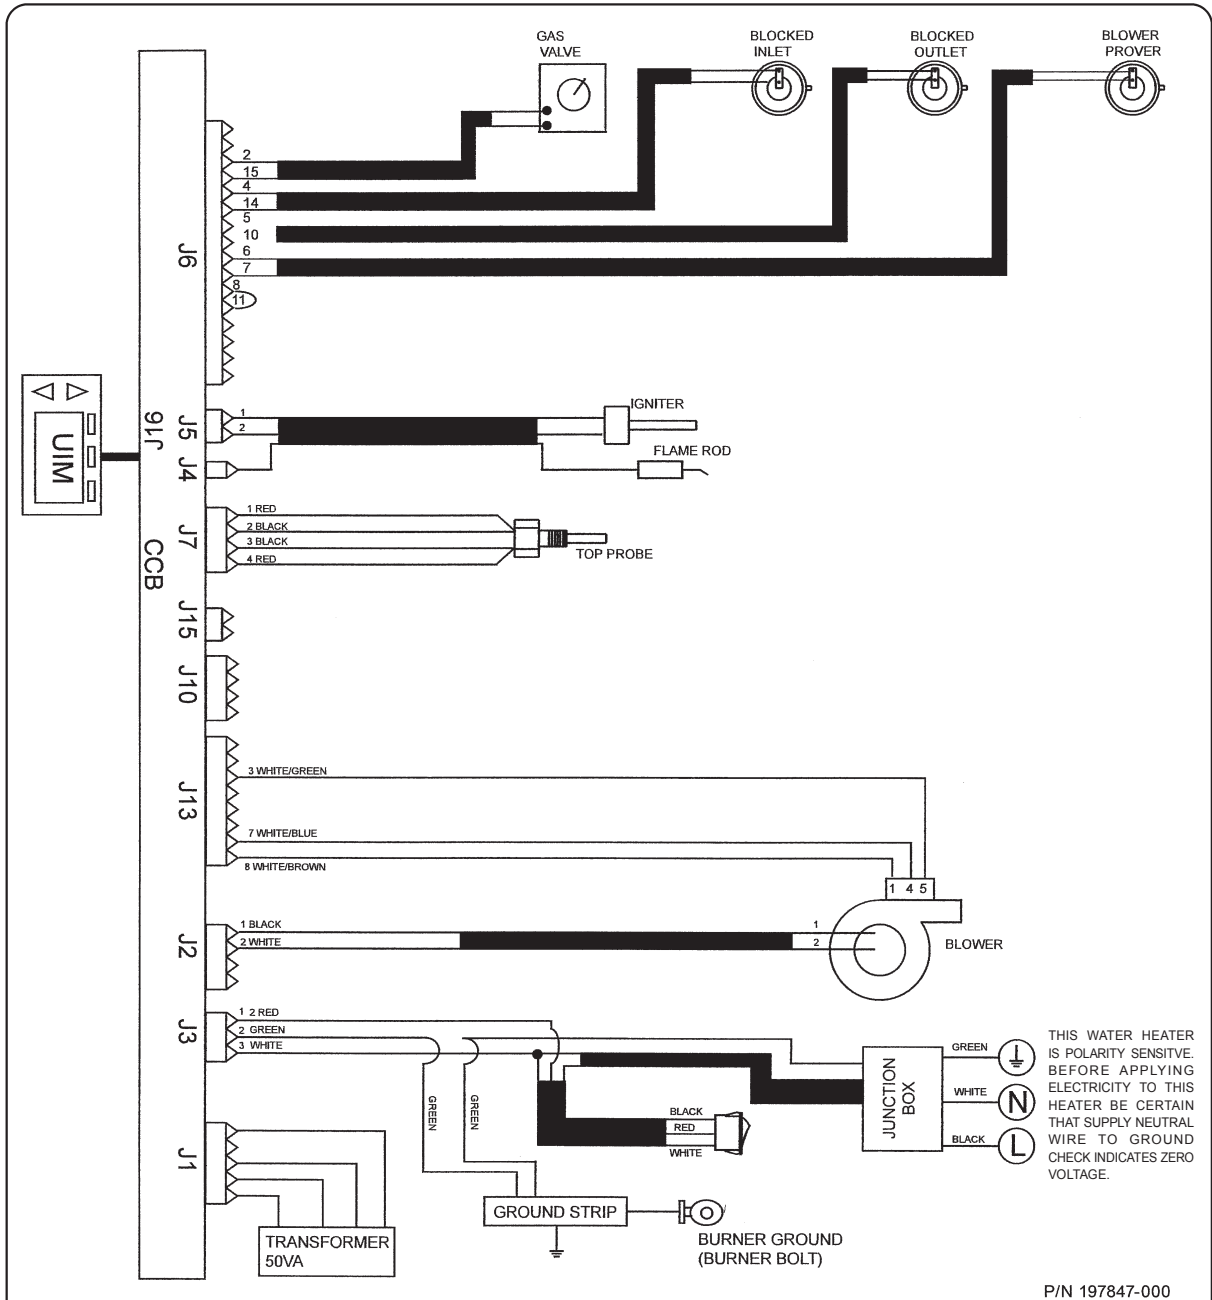 GAS
VALVE
BLOCKED
INLET
BLOCKED
OUTLET
BLOWER
PROVER
2
15
4
14
5
10
6
7
8
11
J6
J16
UIM
J5
1
2
IGNITER
J4
FLAME ROD
J7
1 RED
2 BLACK
3 BLACK
4 RED
TOP PROBE
CCB
J15
J10
J13
3 WHITE/GREEN
7 WHITE/BLUE
8 WHITE/BROWN
1 4 5
J2
1 BLACK
2 WHITE
1
2
BLOWER
J3
1 2 RED
2 GREEN
3 WHITE
GREEN
GREEN
BLACK
RED
WHITE
JUNCTION
BOX
GREEN
WHITE
N
BLACK
L
THIS WATER HEATER
IS POLARITY SENSITVE.
BEFORE APPLYING
ELECTRICITY TO THIS
HEATER BE CERTAIN
THAT SUPPLY NEUTRAL
WIRE TO GROUND
CHECK INDICATES ZERO
VOLTAGE.
J1
TRANSFORMER
50VA
GROUND STRIP
BURNER GROUND
(BURNER BOLT)
P/N 197847-000